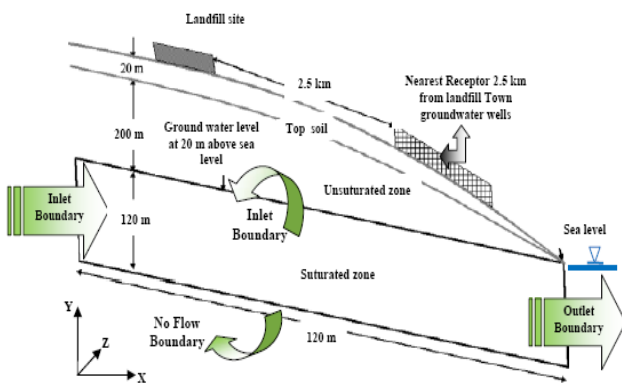 Landfill site
20 m
2.5 km
Nearest Receptor 2.5 km
from landfill Town
groundwater wells
200 m
Ground water level
at 20 m above sea
level
Top soil
Unsuturated zone
Inlet
Boundary
120 m
Inlet
Boundary
Sea level
Suturated zone
Y
Z
X
No Flow
Boundary
120 m
Outlet
Boundary